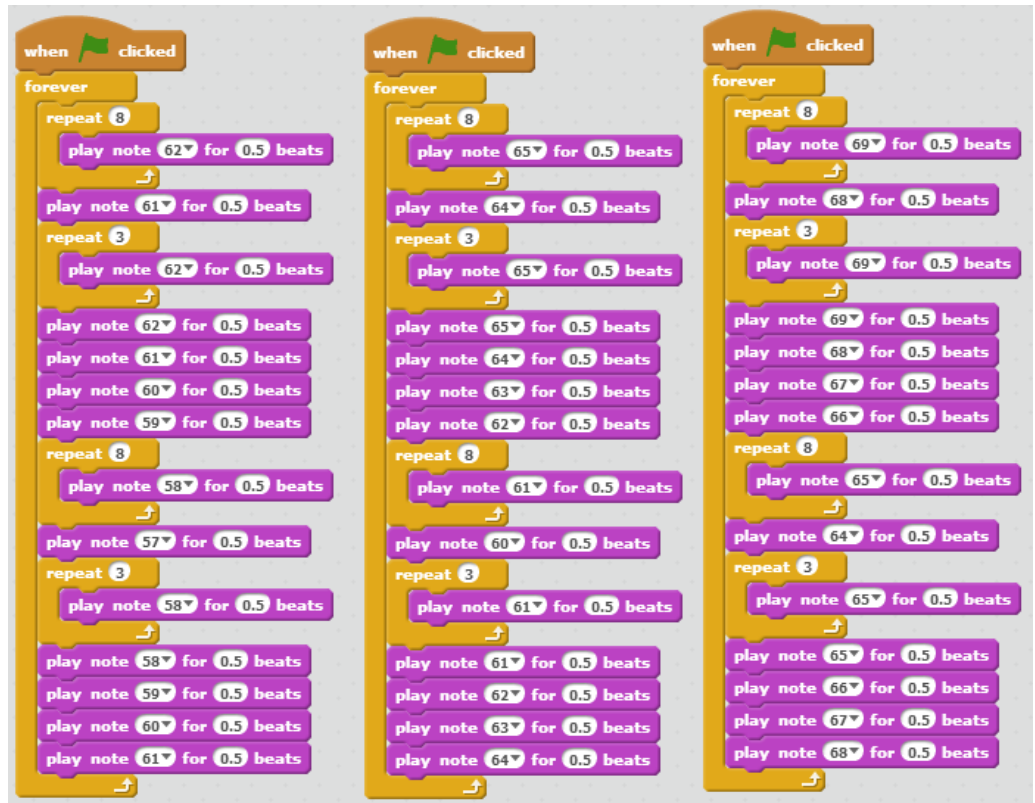 when clicked
forever
repeat 8
play note 62 for 0.5 beats
play note 61 for 0.5 beats
repeat 3
play note 62 for 0.5 beats
play note 62 for 0.5 beats
play note 61 for 0.5 beats
play note 60 for 0.5 beats
play note 59 for 0.5 beats
repeat 8
play note 58 for 0.5 beats
play note 57 for 0.5 beats
repeat 3
play note 58 for 0.5 beats
play note 58 for 0.5 beats
play note 59 for 0.5 beats
play note 60 for 0.5 beats
play note 61 for 0.5 beats
when clicked
forever
repeat 8
play note 65 for 0.5 beats
play note 64 for 0.5 beats
repeat 3
play note 65 for 0.5 beats
play note 65 for 0.5 beats
play note 64 for 0.5 beats
play note 63 for 0.5 beats
play note 62 for 0.5 beats
repeat 8
play note 61 for 0.5 beats
play note 60 for 0.5 beats
repeat 3
play note 61 for 0.5 beats
play note 61 for 0.5 beats
play note 62 for 0.5 beats
play note 63 for 0.5 beats
play note 64 for 0.5 beats
when clicked
forever
repeat 8
play note 69 for 0.5 beats
play note 68 for 0.5 beats
repeat 3
play note 69 for 0.5 beats
play note 69 for 0.5 beats
play note 68 for 0.5 beats
play note 67 for 0.5 beats
play note 66 for 0.5 beats
repeat 8
play note 65 for 0.5 beats
play note 64 for 0.5 beats
repeat 3
play note 65 for 0.5 beats
play note 65 for 0.5 beats
play note 66 for 0.5 beats
play note 67 for 0.5 beats
play note 68 for 0.5 beats